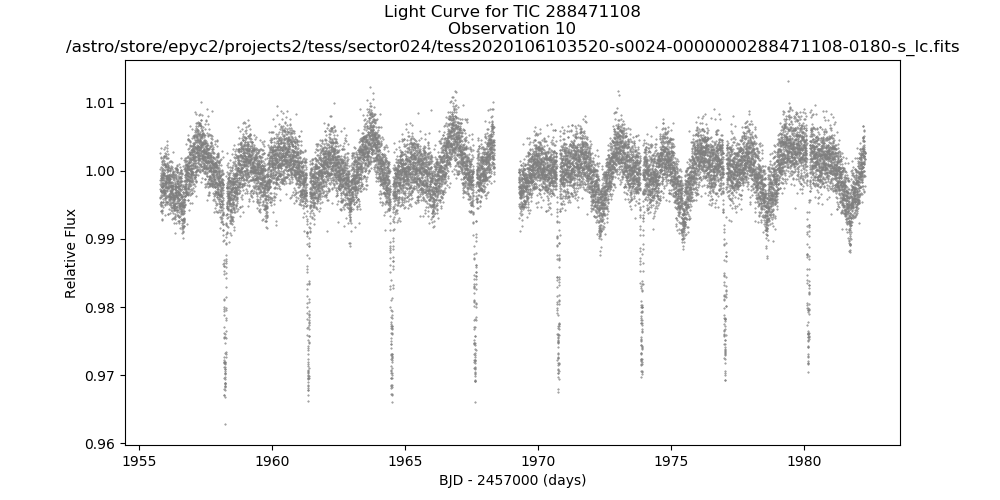 Light Curve for TIC 288471108
Observation 10
/astro/store/epyc2/projects2/tess/sector024/tess2020106103520-s0024-0000000288471108-0180-s_lc.fits
1.01
1.00
0.99
0.98
0.97
0.96
Relative Flux
1955 1960 1965 1970 1975 1980
BJD - 2457000 (days)